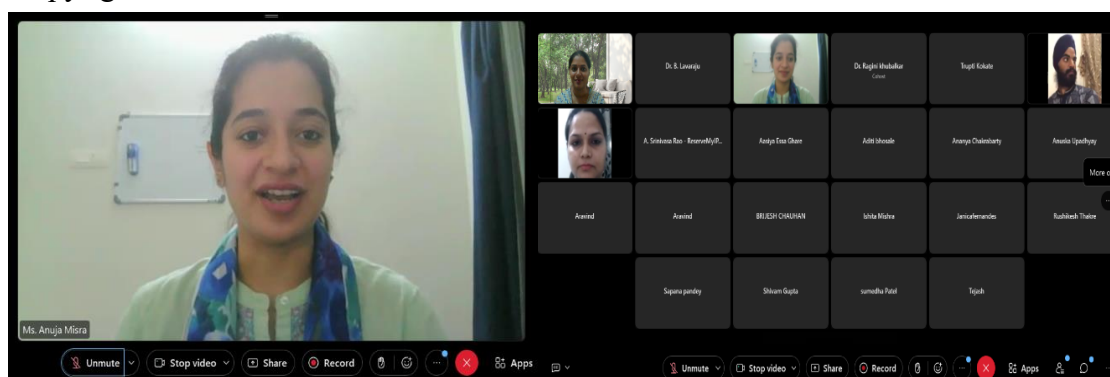 Ms. Anuja Misra
Unmute
Stop video
Share
Record
Apps
Dr. B. Lavaraju
Dr. Ragini khubalkar
Trupti Kokate
A. Srinivasa Rao - ReserveMyIP...
Aasiya Essa Ghare
Aditi bhosale
Ananya Chakrabarty
Anuska Upadhyay
More o
Aravind
Aravind
BRIJESH CHAUHAN
Ishita Mishra
Janicafernandes
Rushikesh Thakre
Sapana pandey
Shivam Gupta
sumedha Patel
Tejash
Unmute
Stop video
Share
Record
Apps